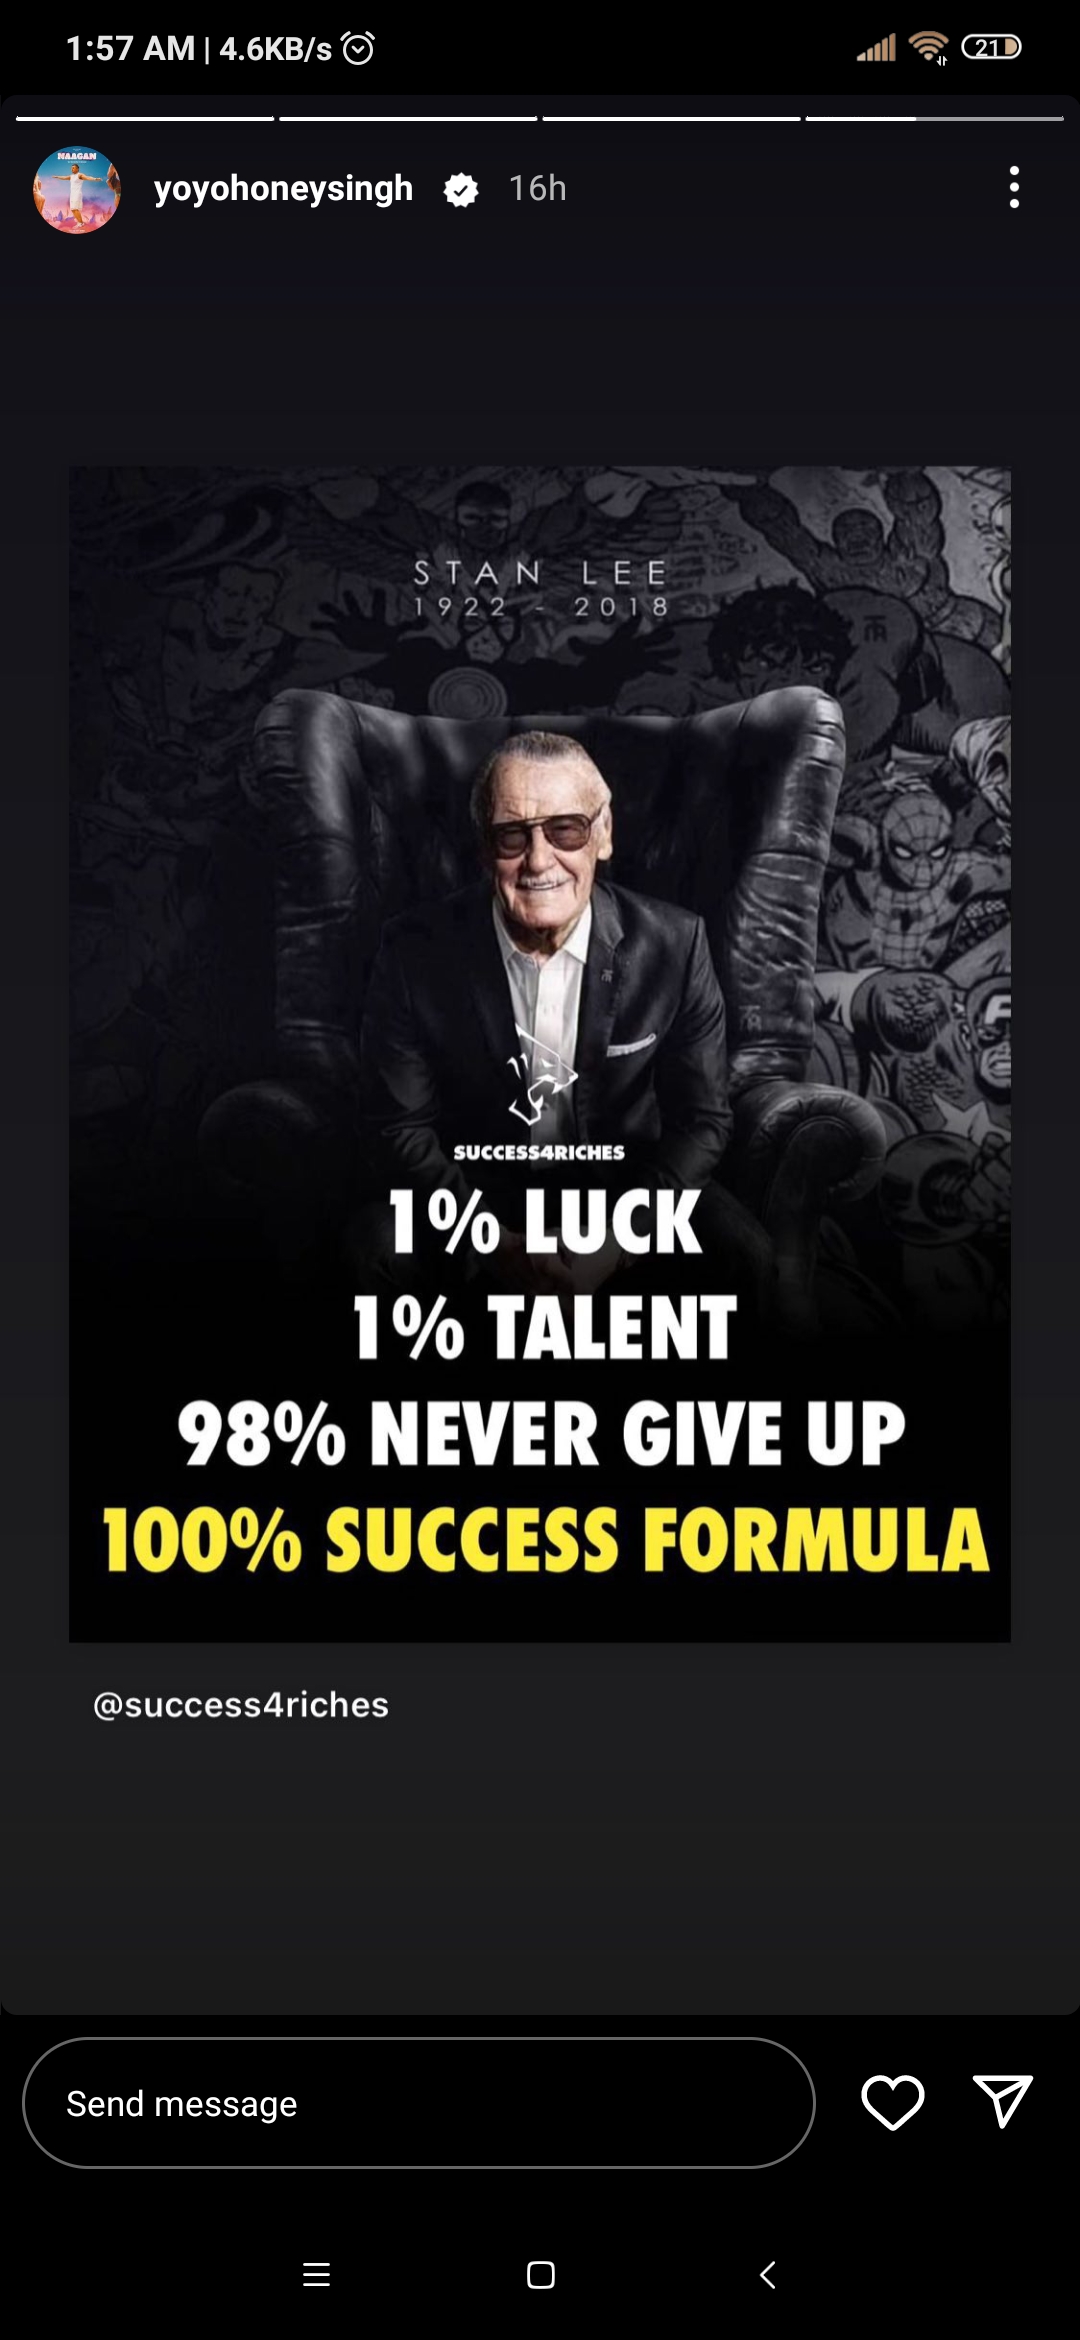 1:57 AM | 4.6KB/s
21
NAAGAN
yoyohoneysingh 16h
STAN LEE
1922 - 2018
SUCCESS4RICHES
1% LUCK
1% TALENT
98% NEVER GIVE UP
100% SUCCESS FORMULA
@success4riches
Send message